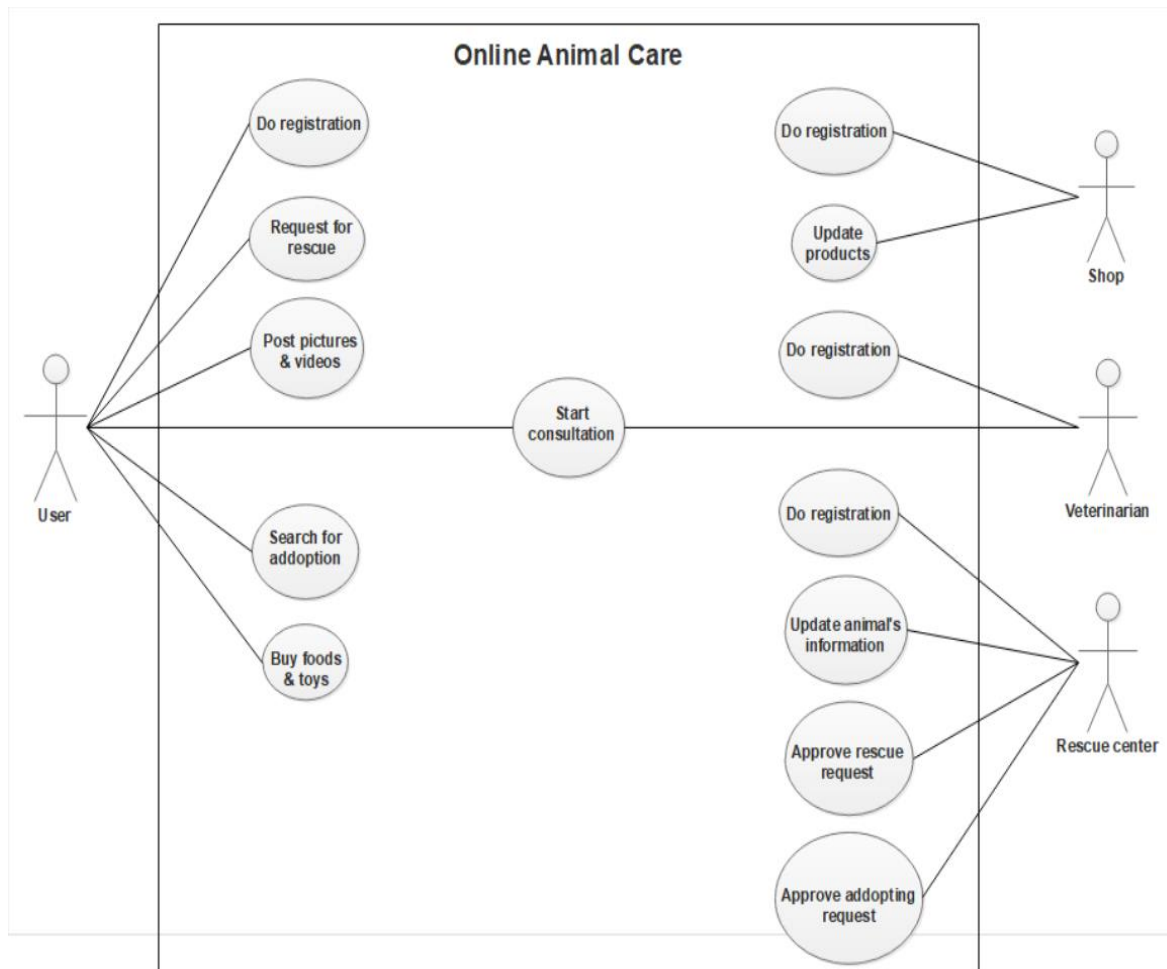 Online Animal Care
Do registration
Request for
rescue
Post pictures
& videos
Start
consultation
Search for
addoption
Buy foods
& toys
User
Do registration
Update
products
Shop
Do registration
Veterinarian
Do registration
Update animal's
information
Approve rescue
request
Approve addopting
request
Rescue center